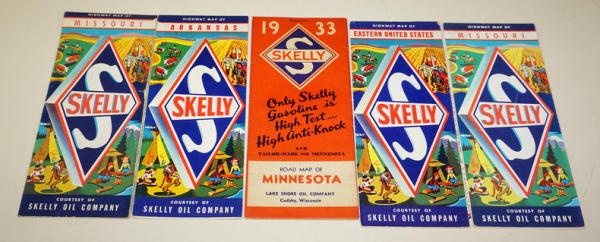 HIGHWAY MAP OF
MISSOURI
SKELLY
COURTESY OF
SKELLY OIL COMPANY
HIGHWAY MAP OF
ARKANSAS
SKELLY
COURTESY OF
SKELLY OIL COMPANY
1933
SKELLY
Only Skelly
Gasoline is
High Test...
High Anti-Knock
AND
TAILOR-MADE FOR MINNESOTA
ROAD MAP OF
MINNESOTA
LAKE SHORE OIL COMPANY
Cudahy, Wisconsin
HIGHWAY MAP OF
EASTERN UNITED STATES
SKELLY
COURTESY OF
SKELLY OIL COMPANY
HIGHWAY MAP OF
MISSOURI
SKELLY
COURTESY OF
SKELLY OIL COMPANY